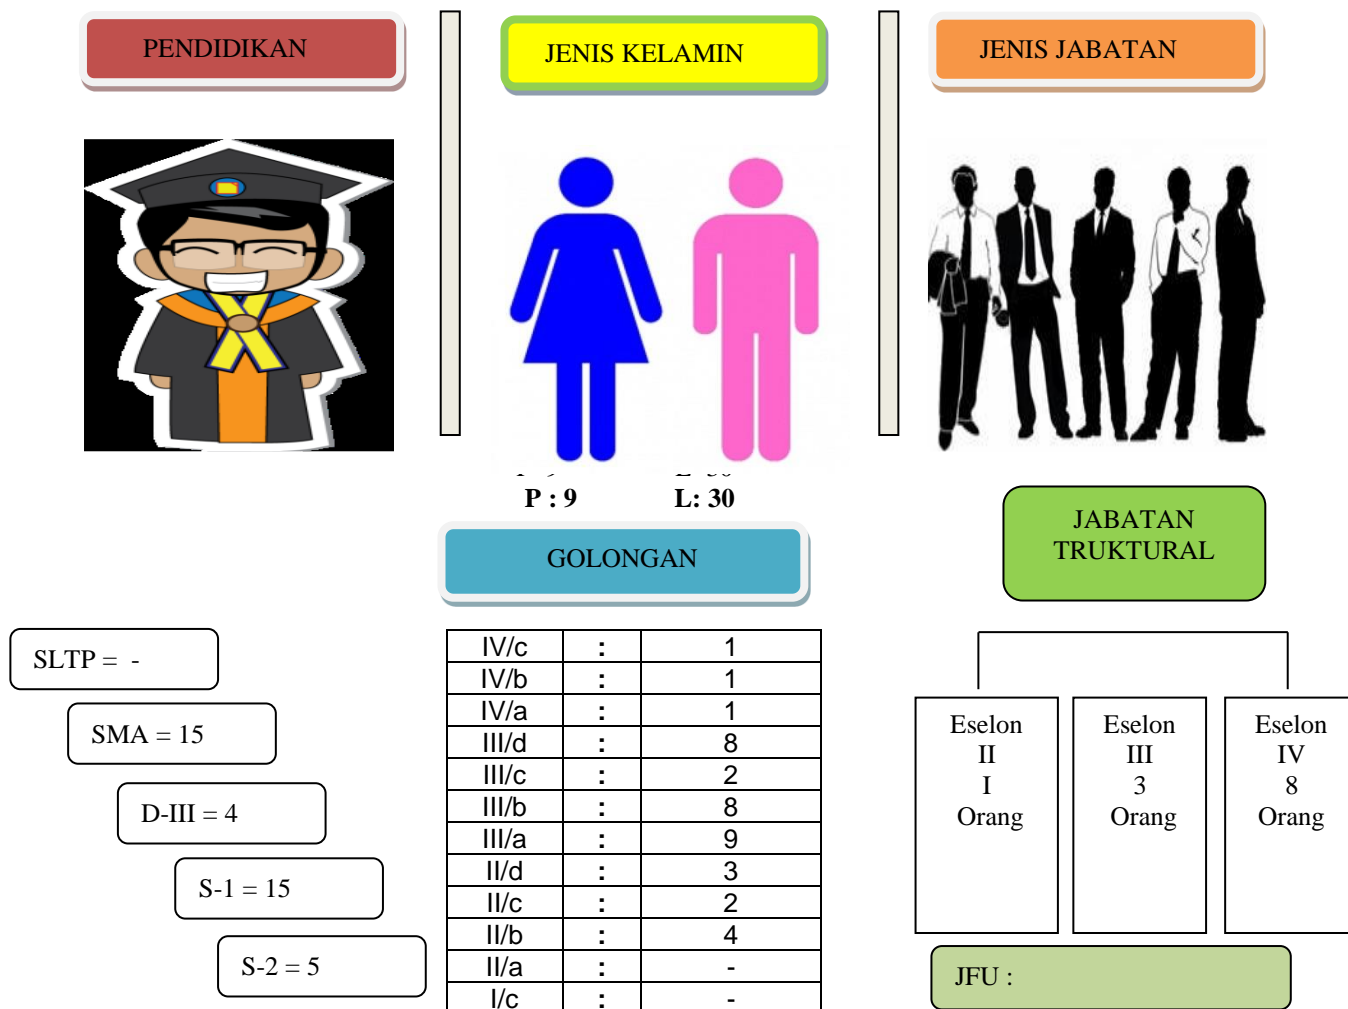 PENDIDIKAN
JENIS KELAMIN
JENIS JABATAN
P : 9 L: 30
GOLONGAN
JABATAN
TRUKTURAL
SLTP = -
SMA = 15
D-III = 4
S-1 = 15
S-2 = 5
IV/c : 1
IV/b : 1
IV/a : 1
III/d : 8
III/c : 2
III/b : 8
III/a : 9
II/d : 3
II/c : 2
II/b : 4
II/a : -
I/c : -
Eselon
II
I
Orang
Eselon
III
3
Orang
Eselon
IV
8
Orang
JFU :